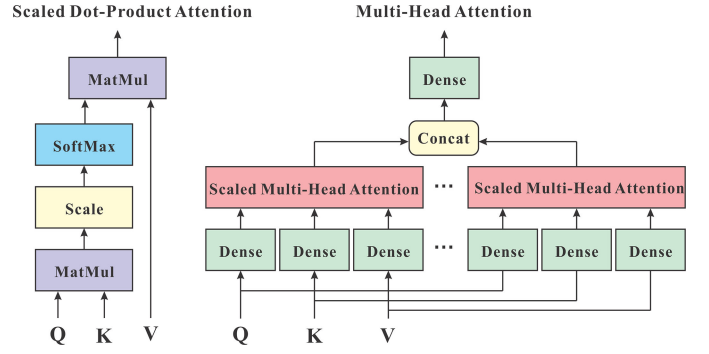 Scaled Dot-Product Attention
MatMul
SoftMax
Scale
MatMul
Q K V
Multi-Head Attention
Dense
Concat
Scaled Multi-Head Attention ... Scaled Multi-Head Attention
Dense Dense Dense ... Dense Dense Dense
Q K V